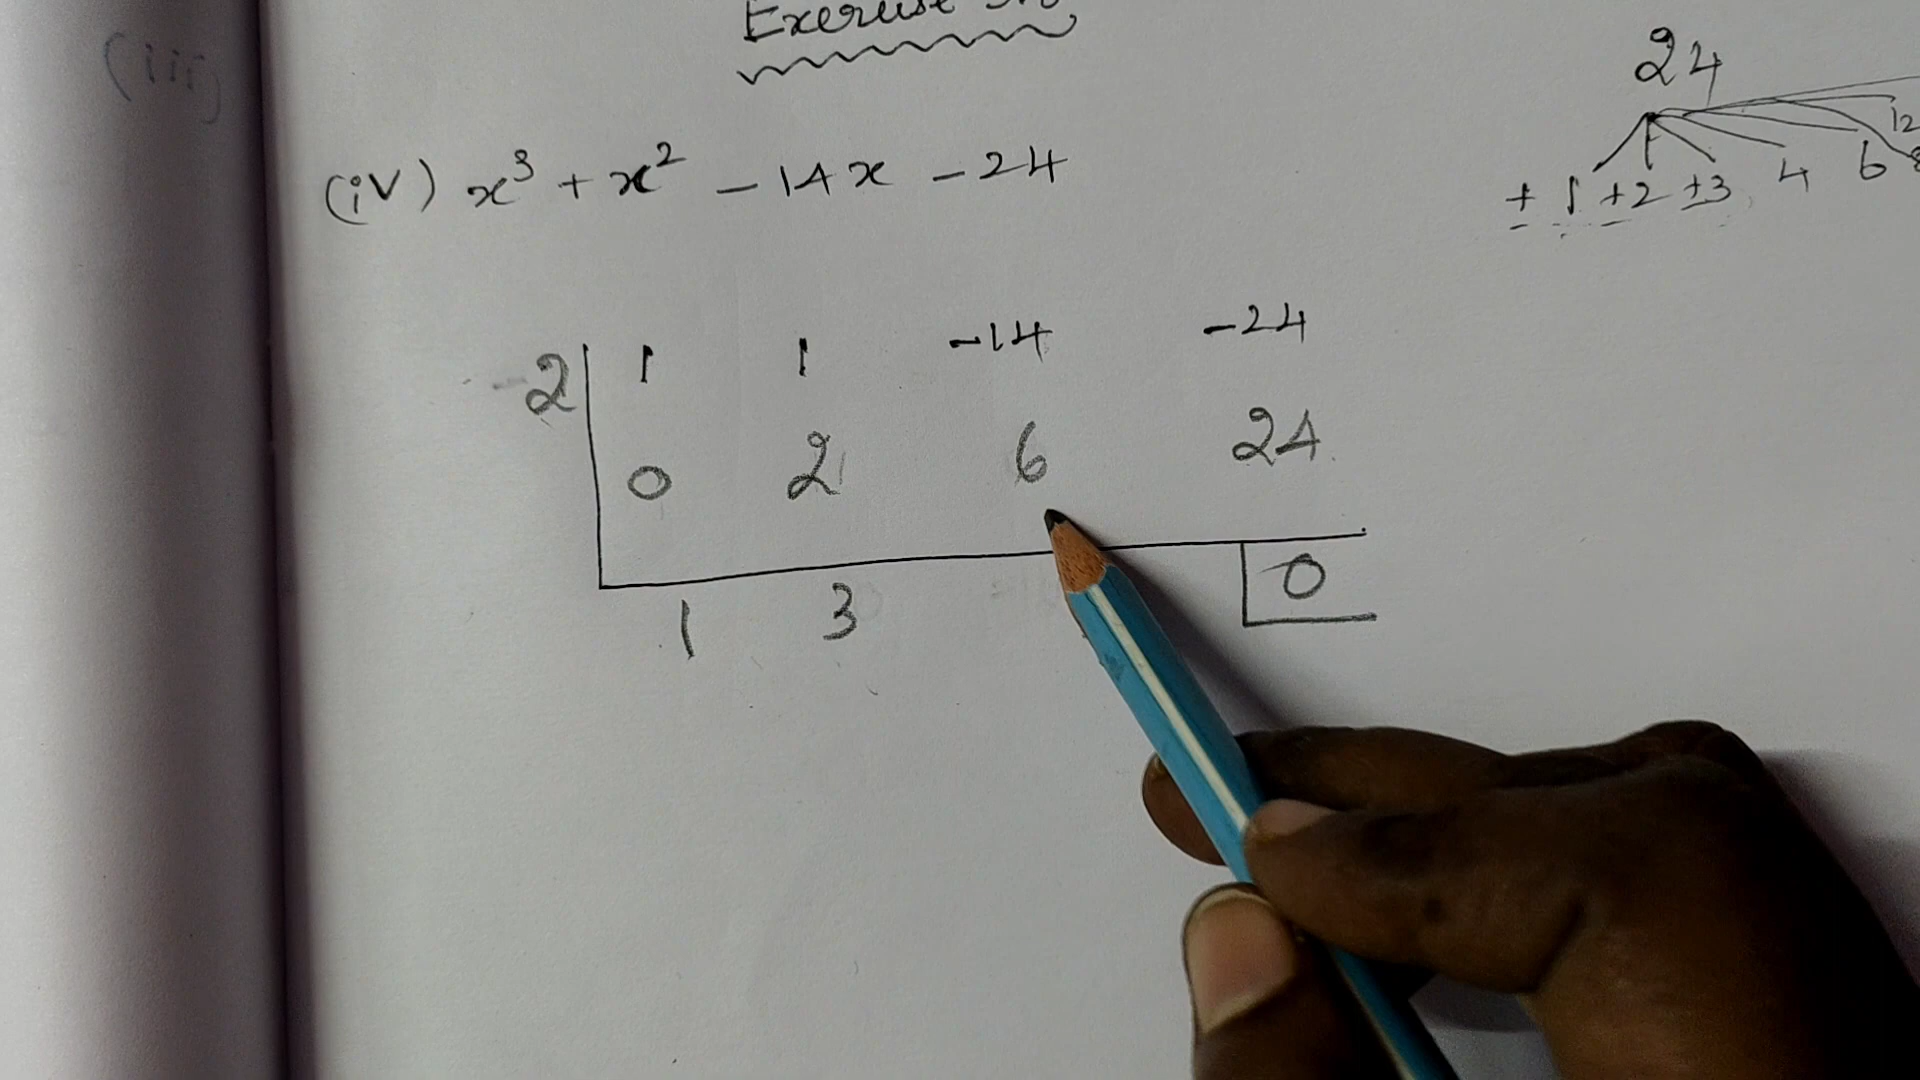 Exercise
(iii)
24
± 1 ±2 ±3 4 6 12
(iv) x³ + x² - 14x - 24
2 1 1 -14 -24
0 2 6 24
1 3 0